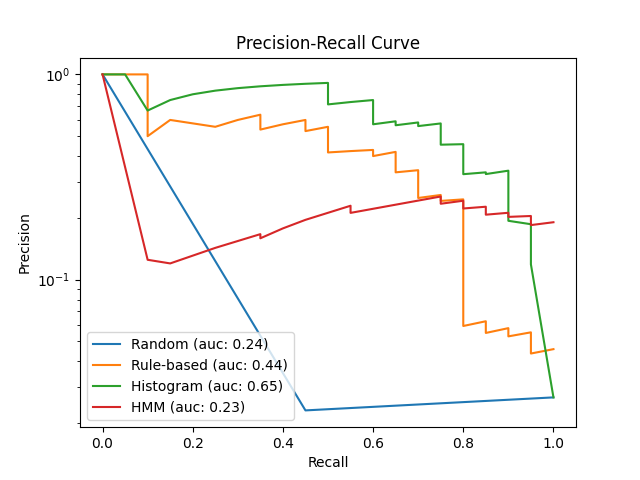 Precision-Recall Curve
Precision
10⁰
10⁻¹
Random (auc: 0.24)
Rule-based (auc: 0.44)
Histogram (auc: 0.65)
HMM (auc: 0.23)
0.0 0.2 0.4 0.6 0.8 1.0
Recall